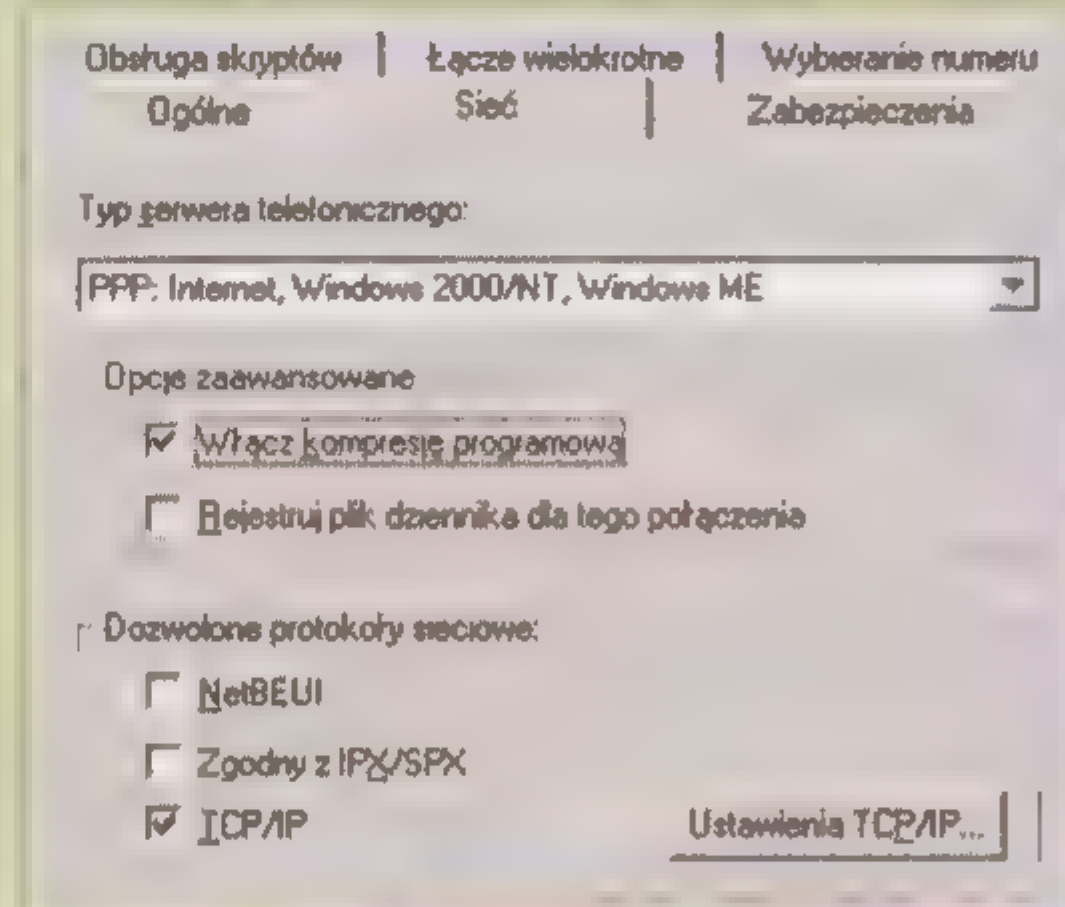 Obsługa skryptów Łącze wielokrotne Wybieranie numeru
Ogólne Sieć Zabezpieczenia
Typ serwera telefonicznego:
PPP: Internet, Windows 2000/NT, Windows ME
Opcje zaawansowane
Włącz kompresję programową
Rejestruj plik dziennika dla tego połączenia
Dozwolone protokoły sieciowe:
NetBEUI
Zgodny z IPX/SPX
TCP/IP
Ustawienia TCP/IP...